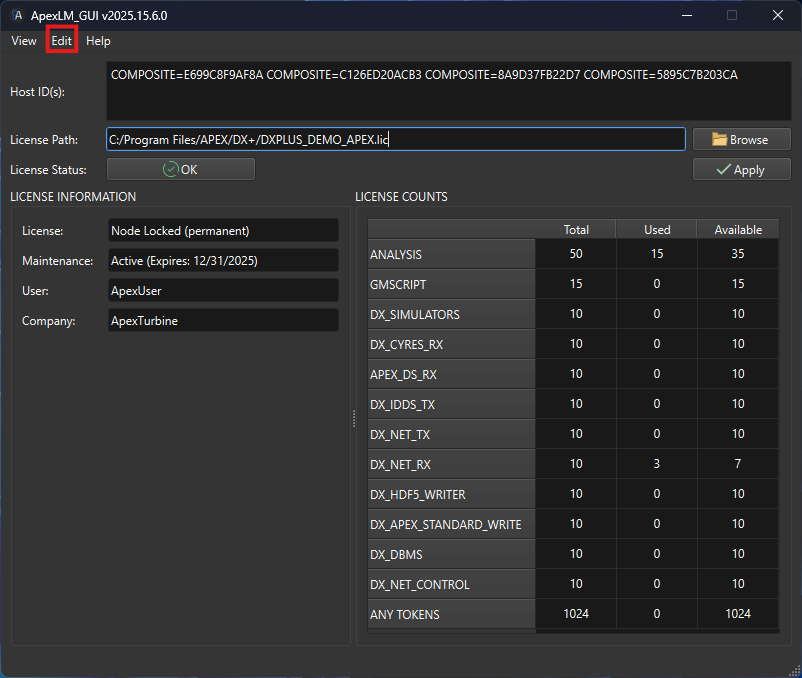 ApexLM_GUI v2025.15.6.0
View Edit Help
Host ID(s): COMPOSITE=E699C8F9AF8A COMPOSITE=C126ED20ACB3 COMPOSITE=8A9D37FB22D7 COMPOSITE=5895C7B203CA
License Path: C:/Program Files/APEX/DX+/DXPLUS_DEMO_APEX.lic Browse
License Status: OK Apply
LICENSE INFORMATION
License: Node Locked (permanent)
Maintenance: Active (Expires: 12/31/2025)
User: ApexUser
Company: ApexTurbine
LICENSE COUNTS
Total Used Available
ANALYSIS 50 15 35
GMSCRIPT 15 0 15
DX_SIMULATORS 10 0 10
DX_CYRES_RX 10 0 10
APEX_DS_RX 10 0 10
DX_IDDS_TX 10 0 10
DX_NET_TX 10 0 10
DX_NET_RX 10 3 7
DX_HDF5_WRITER 10 0 10
DX_APEX_STANDARD_WRITE 10 0 10
DX_DBMS 10 0 10
DX_NET_CONTROL 10 0 10
ANY TOKENS 1024 0 1024